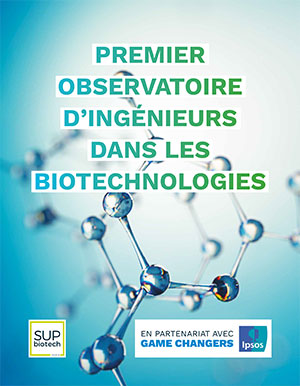 PREMIER
OBSERVATOIRE
D'INGÉNIEURS
DANS LES
BIOTECHNOLOGIES
SUP
biotech
EN PARTENARIAT AVEC
GAME CHANGERS
Ipsos